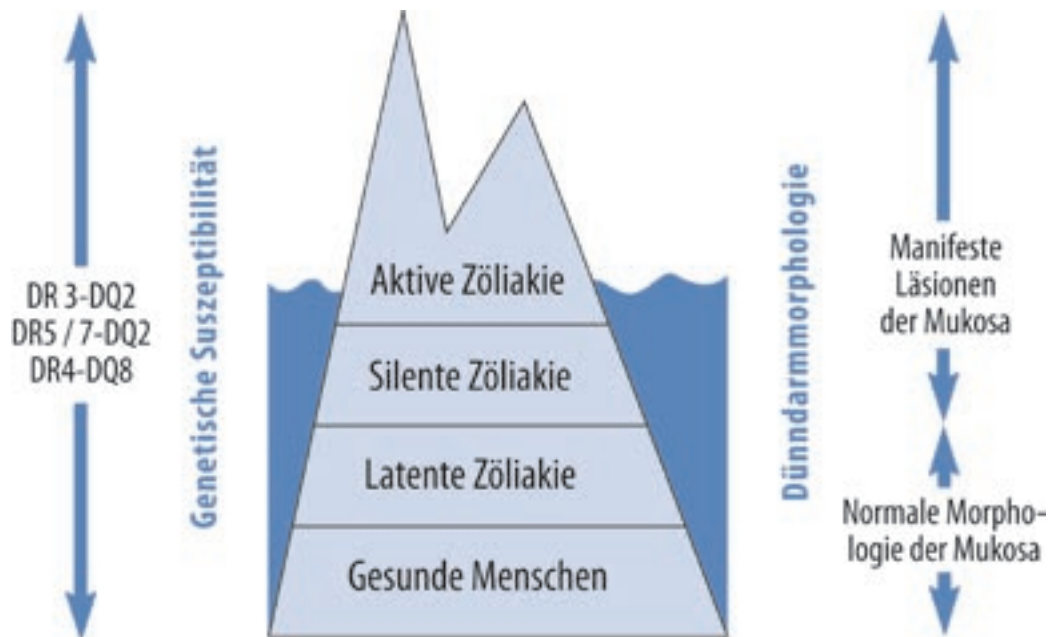 DR 3-DQ2
DR5 / 7-DQ2
DR4-DQ8
Genetische Suszeptibilität
Aktive Zöliakie
Silente Zöliakie
Latente Zöliakie
Gesunde Menschen
Dünndarmmorphologie
Manifeste
Läsionen
der Mukosa
Normale Morpho-
logie der Mukosa